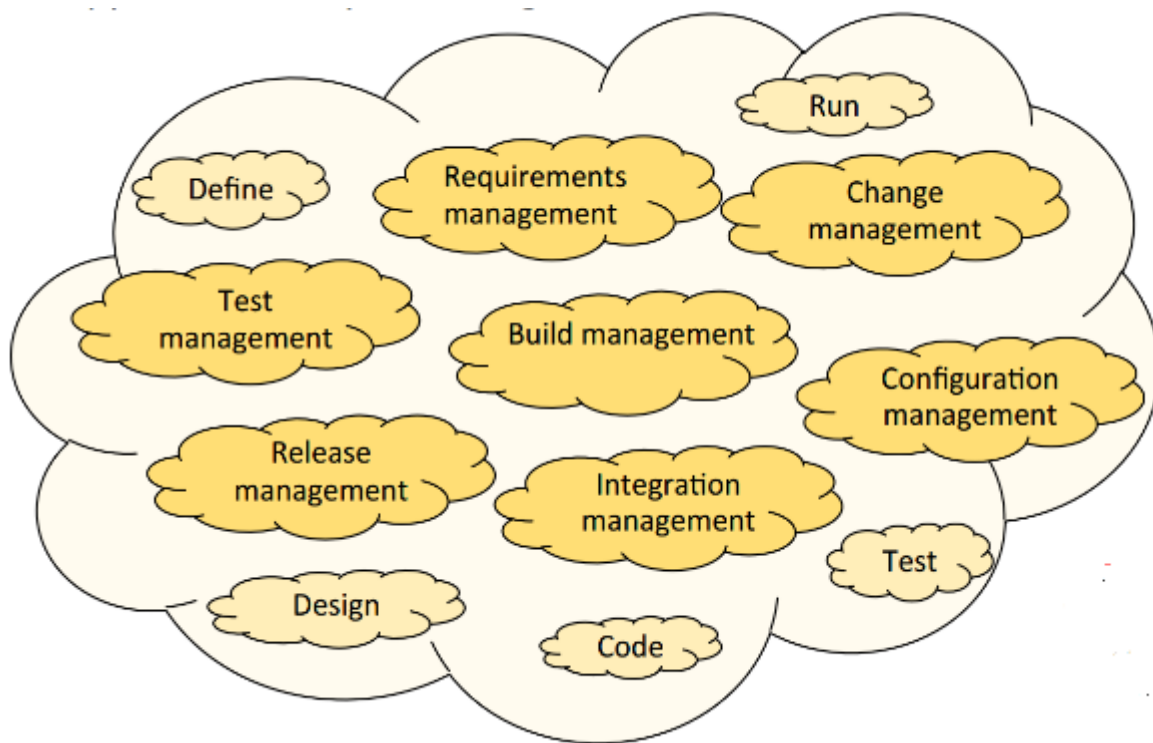 Run
Define
Requirements
management
Change
management
Test
management
Build management
Configuration
management
Release
management
Integration
management
Test
Design
Code